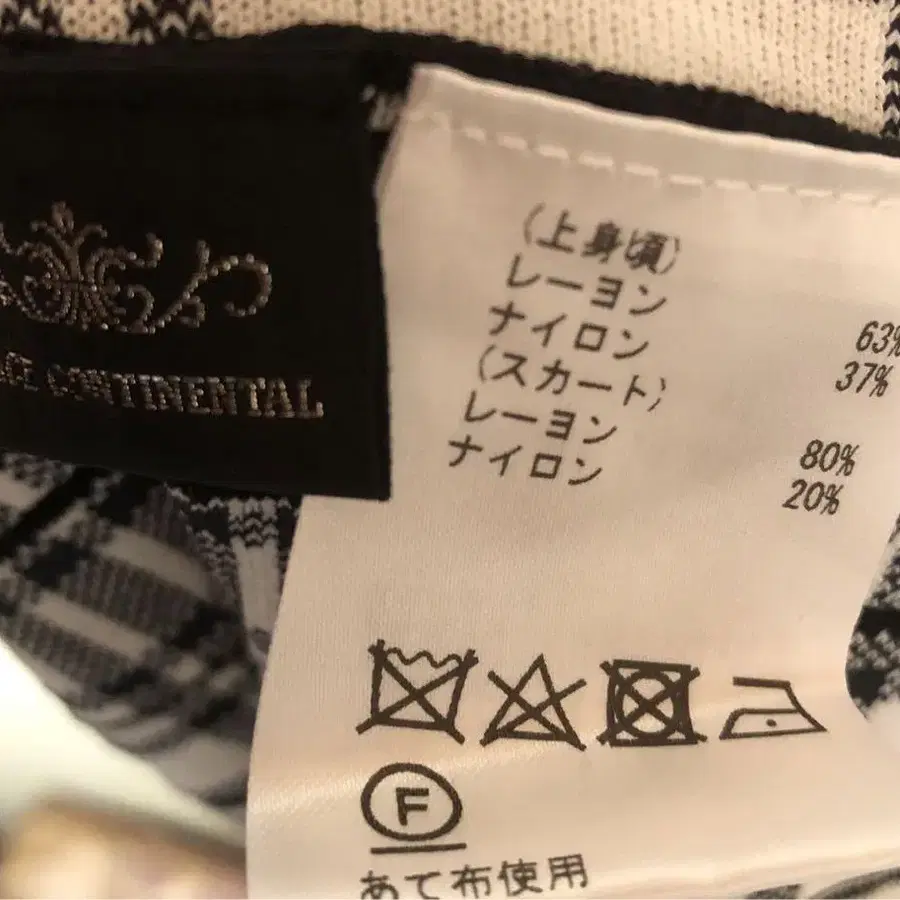 CONTINENTAL
(上身頃)
レーヨン 63%
ナイロン 37%
(スカート)
レーヨン 80%
ナイロン 20%
F
あて布使用